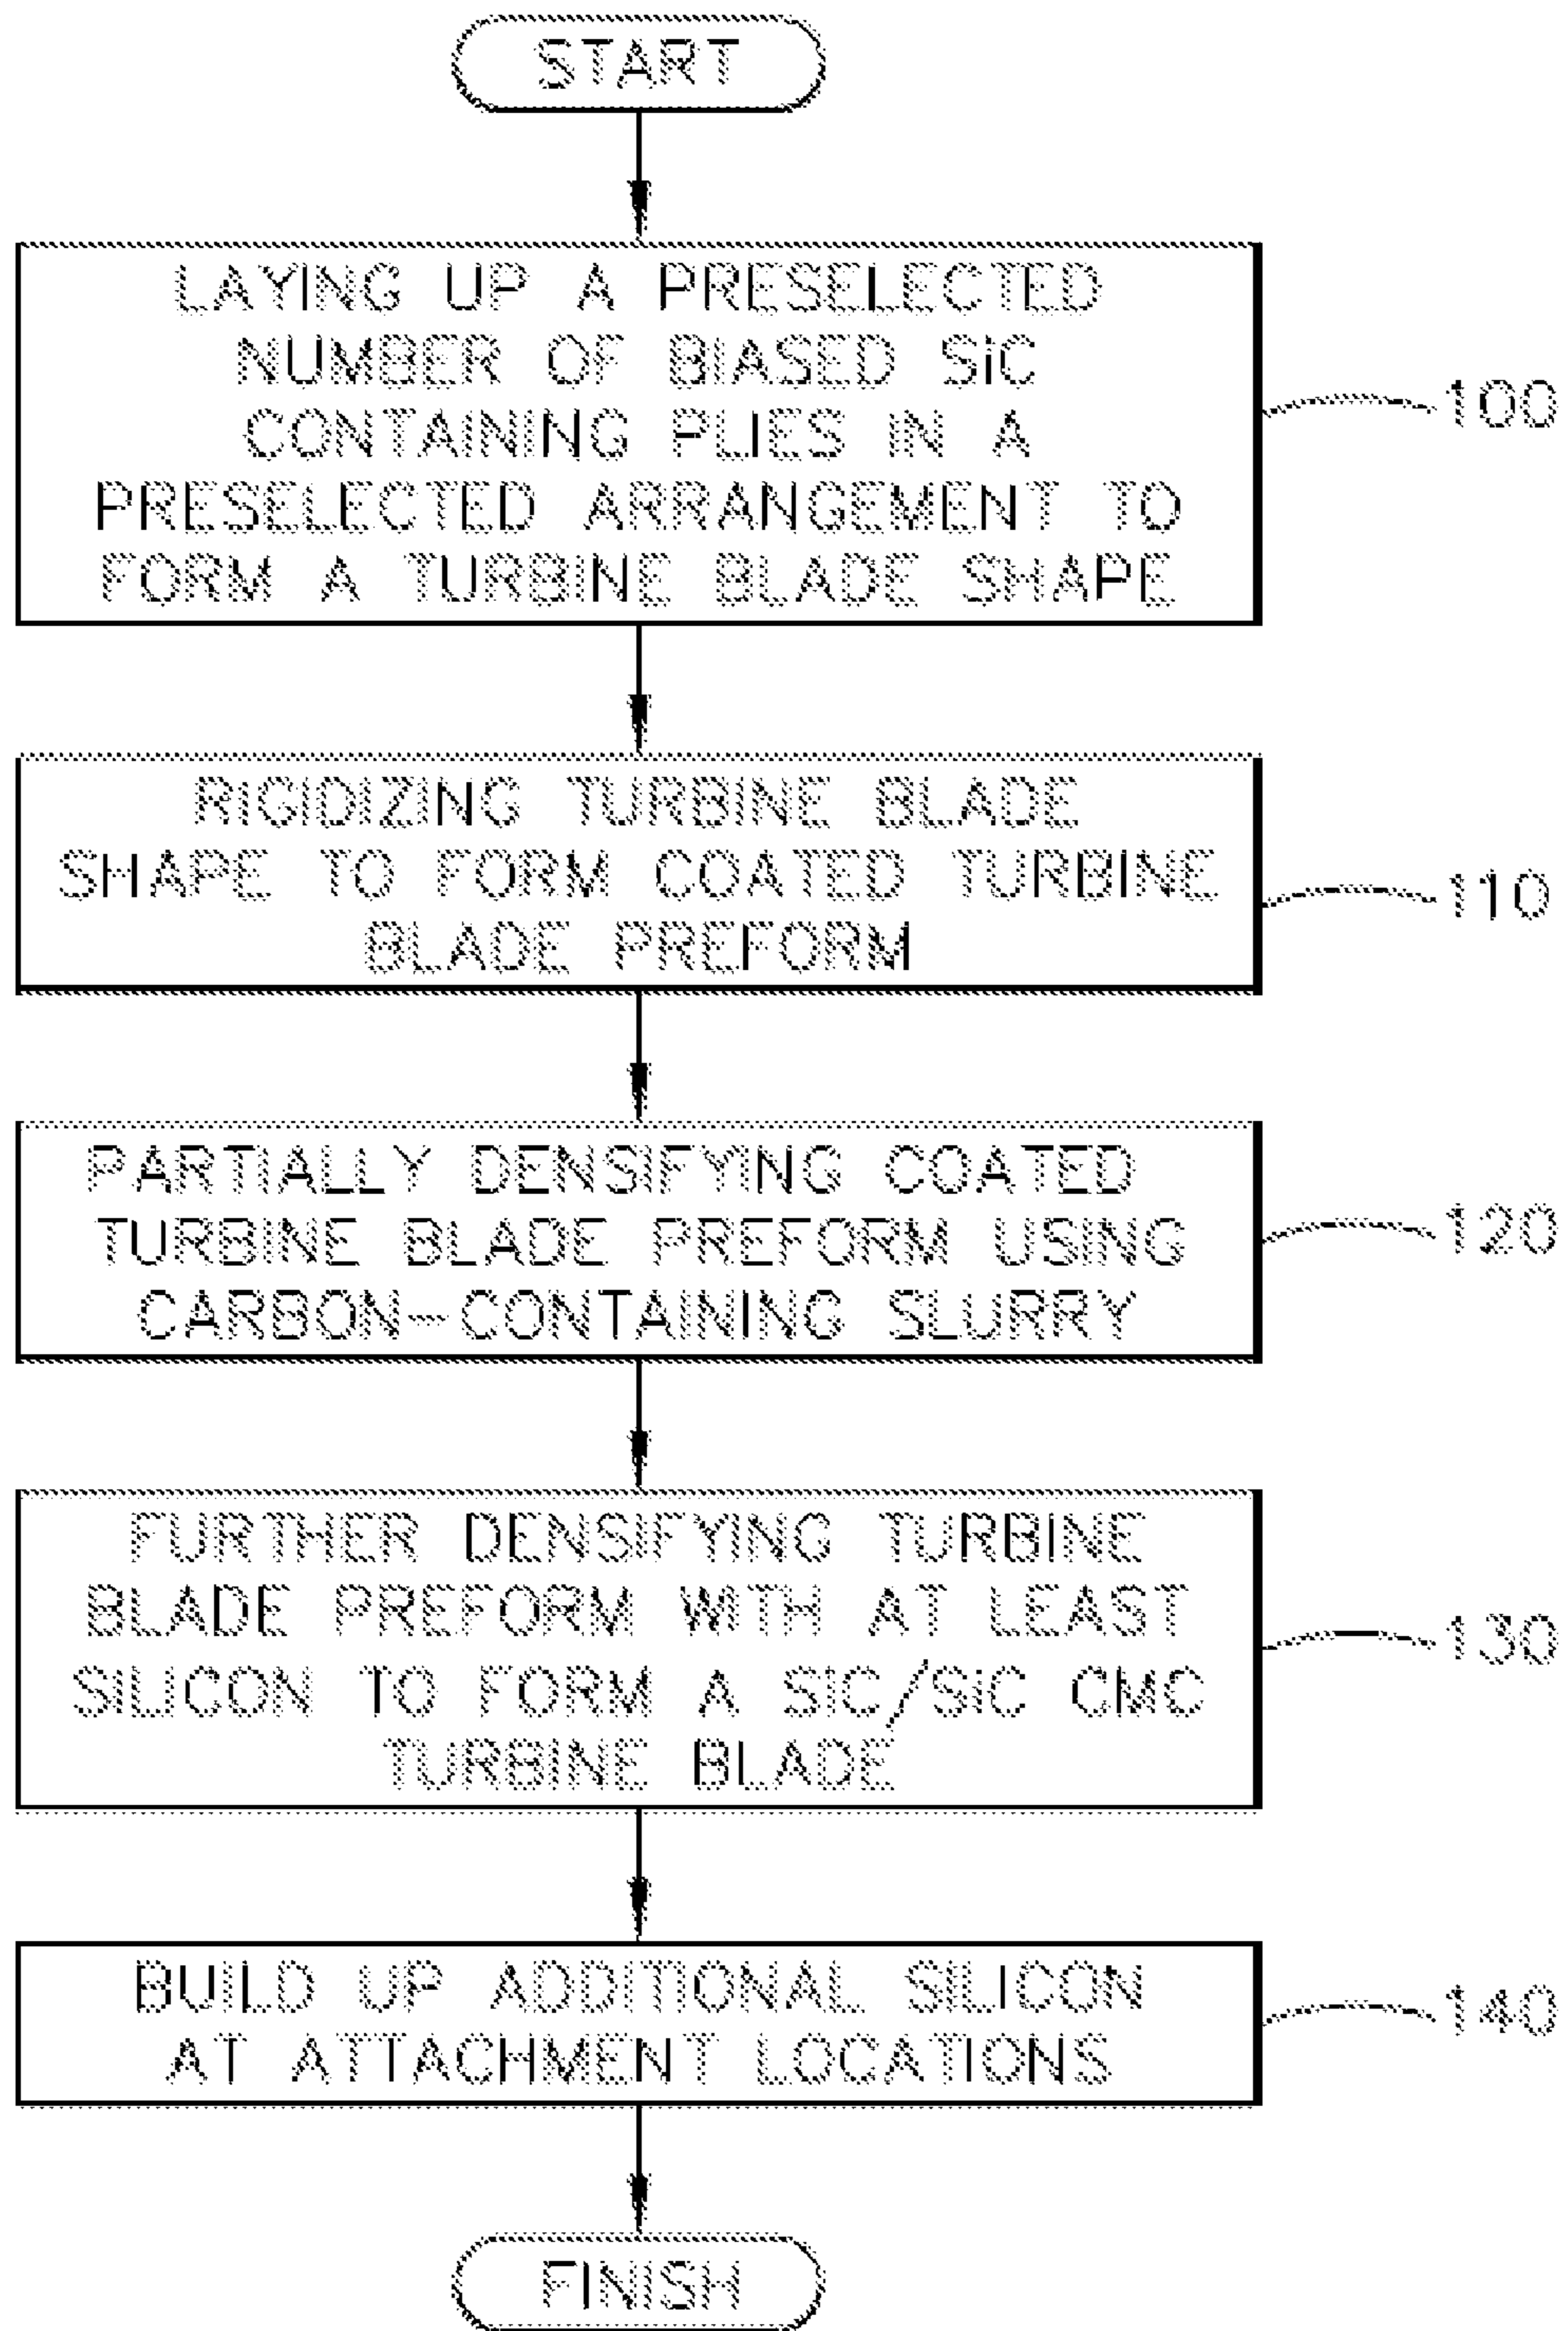 START
LAYING UP A PRESELECTED
NUMBER OF BIASED SiC
CONTAINING PLIES IN A
PRESELECTED ARRANGEMENT TO
FORM A TURBINE BLADE SHAPE
100
RIGIDIZING TURBINE BLADE
SHAPE TO FORM COATED TURBINE
BLADE PREFORM
110
PARTIALLY DENSIFYING COATED
TURBINE BLADE PREFORM USING
CARBON-CONTAINING SLURRY
120
FURTHER DENSIFYING TURBINE
BLADE PREFORM WITH AT LEAST
SILICON TO FORM A SiC/SiC CMC
TURBINE BLADE
130
BUILD UP ADDITIONAL SILICON
AT ATTACHMENT LOCATIONS
140
FINISH